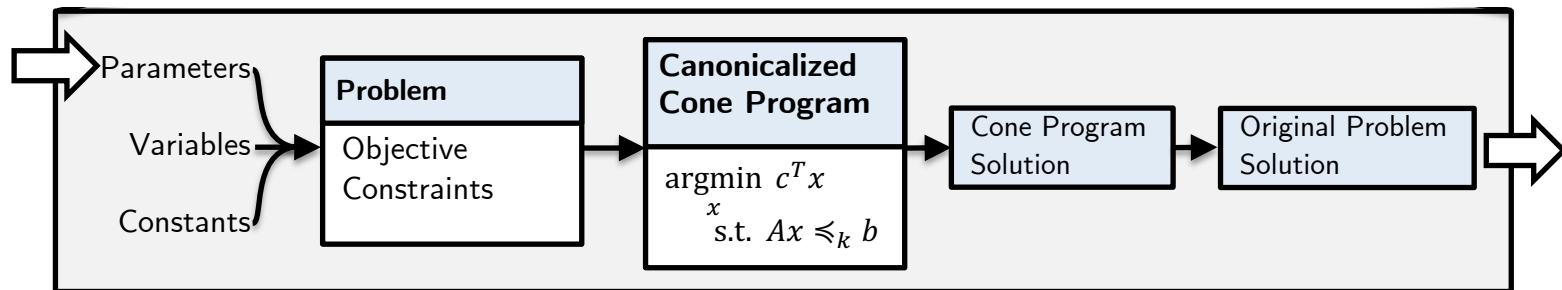 Parameters
Variables
Constants
Problem
Objective
Constraints
Canonicalized
Cone Program
argmin c^T x
x
s.t. Ax ≼_k b
Cone Program
Solution
Original Problem
Solution